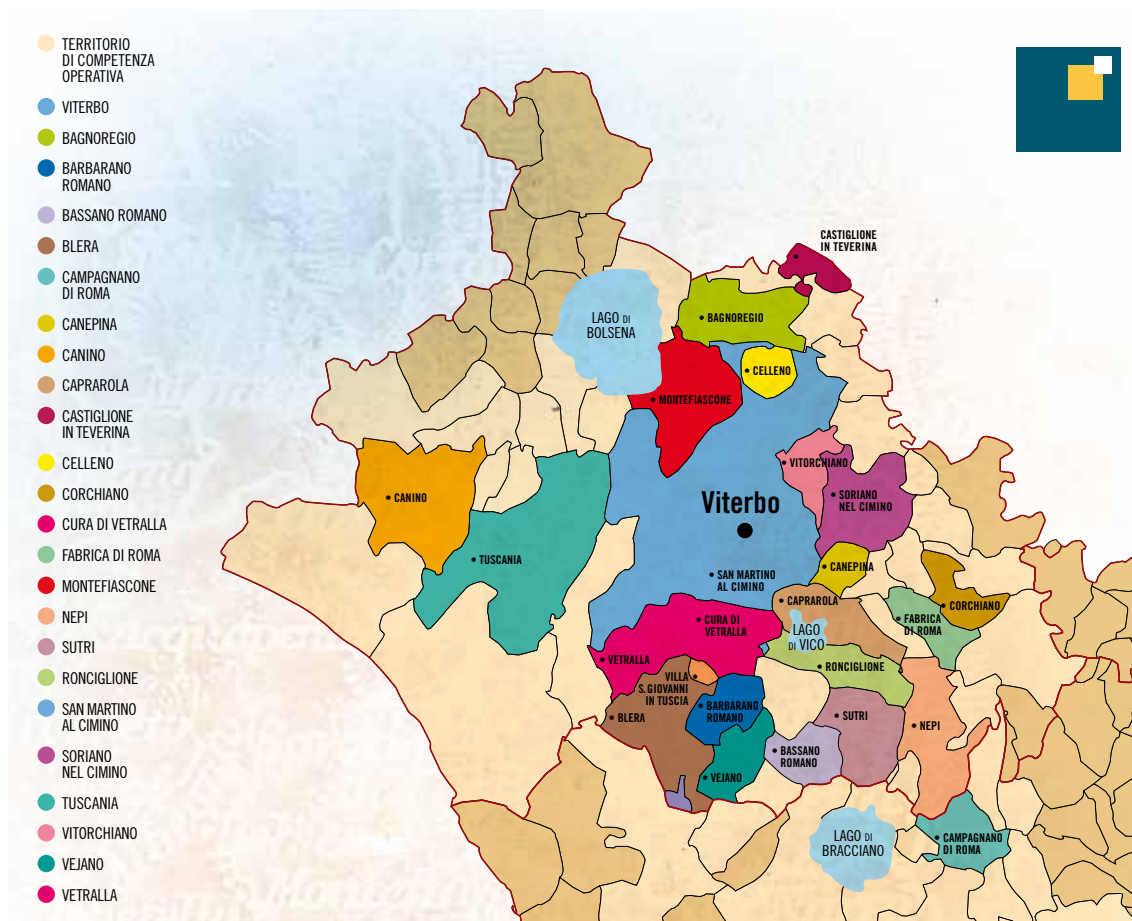 TERRITORIO
DI COMPETENZA
OPERATIVA
VITERBO
BAGNOREGIO
BARBARANO
ROMANO
BASSANO ROMANO
BLERA
CAMPAGNANO
DI ROMA
CANEPINA
CANINO
CAPRAROLA
CASTIGLIONE
IN TEVERINA
CELLENO
CORCHIANO
CURA DI VETRALLA
FABRICA DI ROMA
MONTEFIASCONE
NEPI
SUTRI
RONCIGLIONE
SAN MARTINO
AL CIMINO
SORIANO
NEL CIMINO
TUSCANIA
VITORCHIANO
VEJANO
VETRALLA
CASTIGLIONE
IN TEVERINA
LAGO DI
BOLSENA
BAGNOREGIO
CELLENO
MONTEFIASCONE
VITORCHIANO
CANINO
SORIANO
NEL CIMINO
Viterbo
TUSCANIA
CANEPINA
SAN MARTINO
AL CIMINO
CAPRAROLA
CORCHIANO
CURA DI
VETRALLA
FABRICA
DI ROMA
LAGO
DI VICO
VETRALLA
RONCIGLIONE
VILLA
S. GIOVANNI
IN TUSCIA
BARBARANO
ROMANO
BLERA
SUTRI
NEPI
BASSANO
ROMANO
VEJANO
LAGO DI
BRACCIANO
CAMPAGNANO
DI ROMA